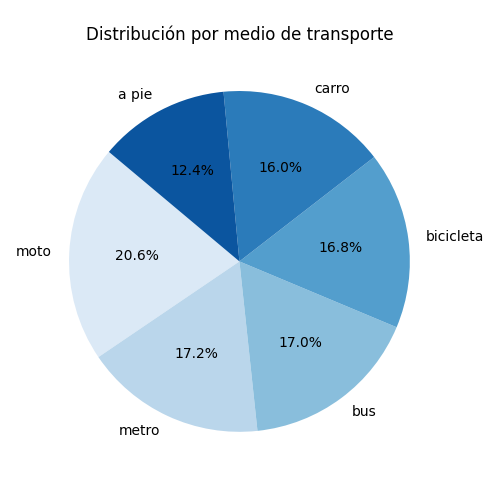 Distribución por medio de transporte
carro
a pie
16.0%
12.4%
bicicleta
16.8%
moto
20.6%
17.0%
17.2%
bus
metro